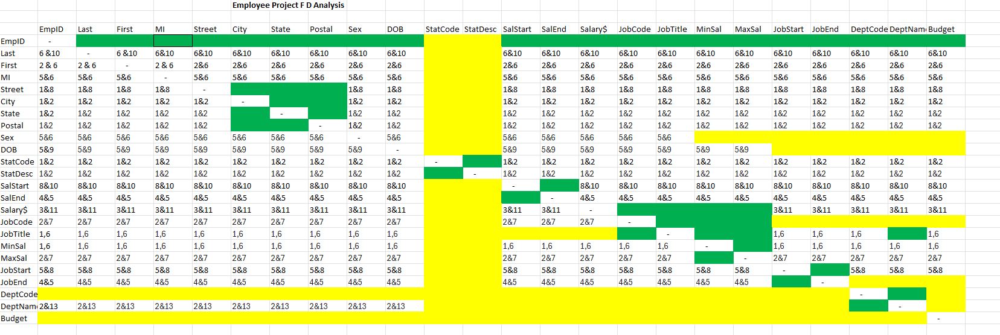 Employee Project F D Analysis
EmpID Last First MI Street City State Postal Sex DOB StatCode StatDesc SalStart SalEnd Salary$ JobCode JobTitle MinSal MaxSal JobStart JobEnd DeptCode DeptNam Budget
EmpID -
Last 6 &10 - 6 &10 6&10 6&10 6&10 6&10 6&10 6&10 6&10 6&10 6&10 6&10 6&10 6&10 6&10 6&10 6&10 6&10 6&10 6&10 6&10
First 2 & 6 2 & 6 - 2 & 6 2&6 2&6 2&6 2&6 2&6 2&6 2&6 2&6 2&6 2&6 2&6 2&6 2&6 2&6 2&6 2&6 2&6 2&6
MI 5&6 5&6 5&6 - 5&6 5&6 5&6 5&6 5&6 5&6 5&6 5&6 5&6 5&6 5&6 5&6 5&6 5&6 5&6 5&6 5&6 5&6
Street 1&8 1&8 1&8 1&8 - 1&8 1&8 1&8 1&8 1&8 1&8 1&8 1&8 1&8 1&8 1&8 1&8 1&8 1&8
City 1&2 1&2 1&2 1&2 1&2 - 1&2 1&2 1&2 1&2 1&2 1&2 1&2 1&2 1&2 1&2 1&2 1&2 1&2 1&2
State 1&2 1&2 1&2 1&2 1&2 - 1&2 1&2 1&2 1&2 1&2 1&2 1&2 1&2 1&2 1&2 1&2 1&2 1&2 1&2
Postal 1&2 1&2 1&2 1&2 1&2 - 1&2 1&2 1&2 1&2 1&2 1&2 1&2 1&2 1&2 1&2 1&2 1&2 1&2 1&2
Sex 5&6 5&6 5&6 5&6 5&6 5&6 5&6 5&6 - 5&6 5&6 5&6 5&6 5&6 5&6
DOB 5&9 5&9 5&9 5&9 5&9 5&9 5&9 5&9 5&9 - 5&9 5&9 5&9 5&9 5&9 5&9 5&9
StatCode 1&2 1&2 1&2 1&2 1&2 1&2 1&2 1&2 1&2 1&2 - 1&2 1&2 1&2 1&2 1&2 1&2 1&2 1&2 1&2 1&2 1&2 1&2
StatDesc 1&2 1&2 1&2 1&2 1&2 1&2 1&2 1&2 1&2 1&2 - 1&2 1&2 1&2 1&2 1&2 1&2 1&2 1&2 1&2 1&2 1&2 1&2
SalStart 8&10 8&10 8&10 8&10 8&10 8&10 8&10 8&10 8&10 8&10 - 8&10 8&10 8&10 8&10 8&10 8&10 8&10 8&10 8&10 8&10
SalEnd 4&5 4&5 4&5 4&5 4&5 4&5 4&5 4&5 4&5 4&5 - 4&5 4&5 4&5 4&5 4&5 4&5 4&5 4&5 4&5 4&5
Salary$ 3&11 3&11 3&11 3&11 3&11 3&11 3&11 3&11 3&11 3&11 3&11 3&11 - 3&11 3&11 3&11 3&11 3&11
JobCode 2&7 2&7 2&7 2&7 2&7 2&7 2&7 2&7 2&7 2&7 2&7 2&7 2&7 -
JobTitle 1,6 1,6 1,6 1,6 1,6 1,6 1,6 1,6 1,6 1,6 - 1,6 1,6 1,6 1,6
MinSal 1,6 1,6 1,6 1,6 1,6 1,6 1,6 1,6 1,6 1,6 1,6 1,6 1,6 1,6 1,6 - 1,6 1,6 1,6 1,6 1,6
MaxSal 2&7 2&7 2&7 2&7 2&7 2&7 2&7 2&7 2&7 2&7 2&7 2&7 2&7 2&7 2&7 - 2&7 2&7 2&7 2&7 2&7
JobStart 5&8 5&8 5&8 5&8 5&8 5&8 5&8 5&8 5&8 5&8 5&8 5&8 5&8 5&8 5&8 5&8 5&8 - 5&8 5&8 5&8
JobEnd 4&5 4&5 4&5 4&5 4&5 4&5 4&5 4&5 4&5 4&5 4&5 4&5 4&5 4&5 4&5 4&5 4&5 -
DeptCode -
DeptNam 2&13 2&13 2&13 2&13 2&13 2&13 2&13 2&13 2&13 2&13 -
Budget -